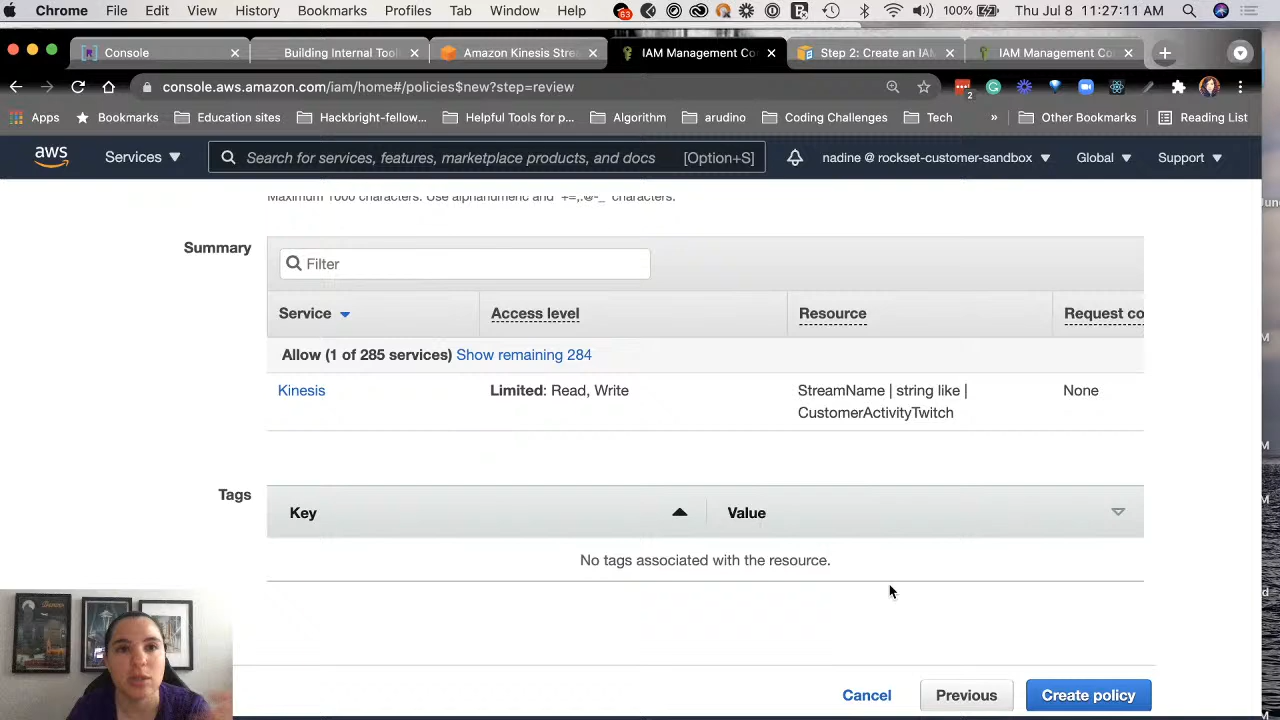 Chrome File Edit View History Bookmarks Profiles Tab Window Help 63 100% Thu Jul 8 11:27:11 AM
Console Building Internal Tool Amazon Kinesis Stre IAM Management Co Step 2: Create an IA IAM Management Co
console.aws.amazon.com/iam/home#/policies$new?step=review 2
Apps Bookmarks Education sites Hackbright-fellow... Helpful Tools for p... Algorithm arudino Coding Challenges Tech » Other Bookmarks Reading List
aws Services Search for services, features, marketplace products, and docs [Option+S] nadine @ rockset-customer-sandbox Global Support
Maximum 1000 characters. Use alphanumeric and '+=,.@-_' characters.
Summary
Filter
Service Access level Resource Request co
Allow (1 of 285 services) Show remaining 284
Kinesis Limited: Read, Write StreamName | string like | None
CustomerActivityTwitch
Tags
Key Value
No tags associated with the resource.
Cancel Previous Create policy